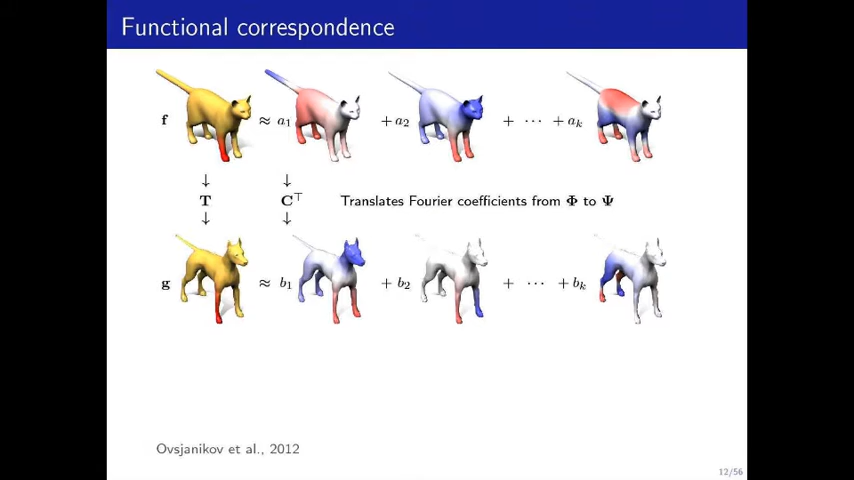 Functional correspondence
f ≈ a₁ + a₂ + ··· + aₖ
↓ ↓
T C⊤ Translates Fourier coefficients from Φ to Ψ
↓ ↓
g ≈ b₁ + b₂ + ··· + bₖ
Ovsjanikov et al., 2012
12/56